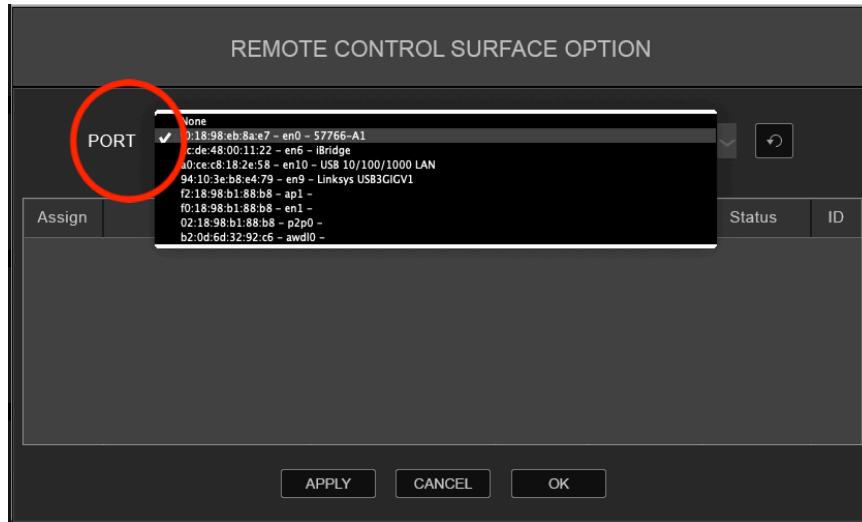 REMOTE CONTROL SURFACE OPTION
PORT
None
0:18:98:eb:8a:e7 – en0 – 57766-A1
c:de:48:00:11:22 – en6 – iBridge
a0:ce:c8:18:2e:58 – en10 – USB 10/100/1000 LAN
94:10:3e:b8:e4:79 – en9 – Linksys USB3GIGV1
f2:18:98:b1:88:b8 – ap1 –
f0:18:98:b1:88:b8 – en1 –
02:18:98:b1:88:b8 – p2p0 –
b2:0d:6d:32:92:c6 – awdl0 –
Assign Status ID
APPLY CANCEL OK